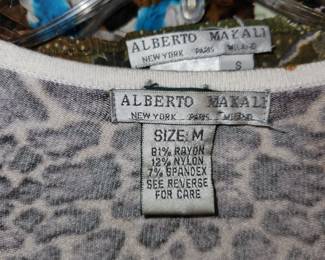 ALBERTO MAKALI
NEW YORK PARIS MILANO
S
ALBERTO MAKALI
NEW YORK PARIS MILANO
SIZE: M
81% RAYON
12% NYLON
7% SPANDEX
SEE REVERSE
FOR CARE